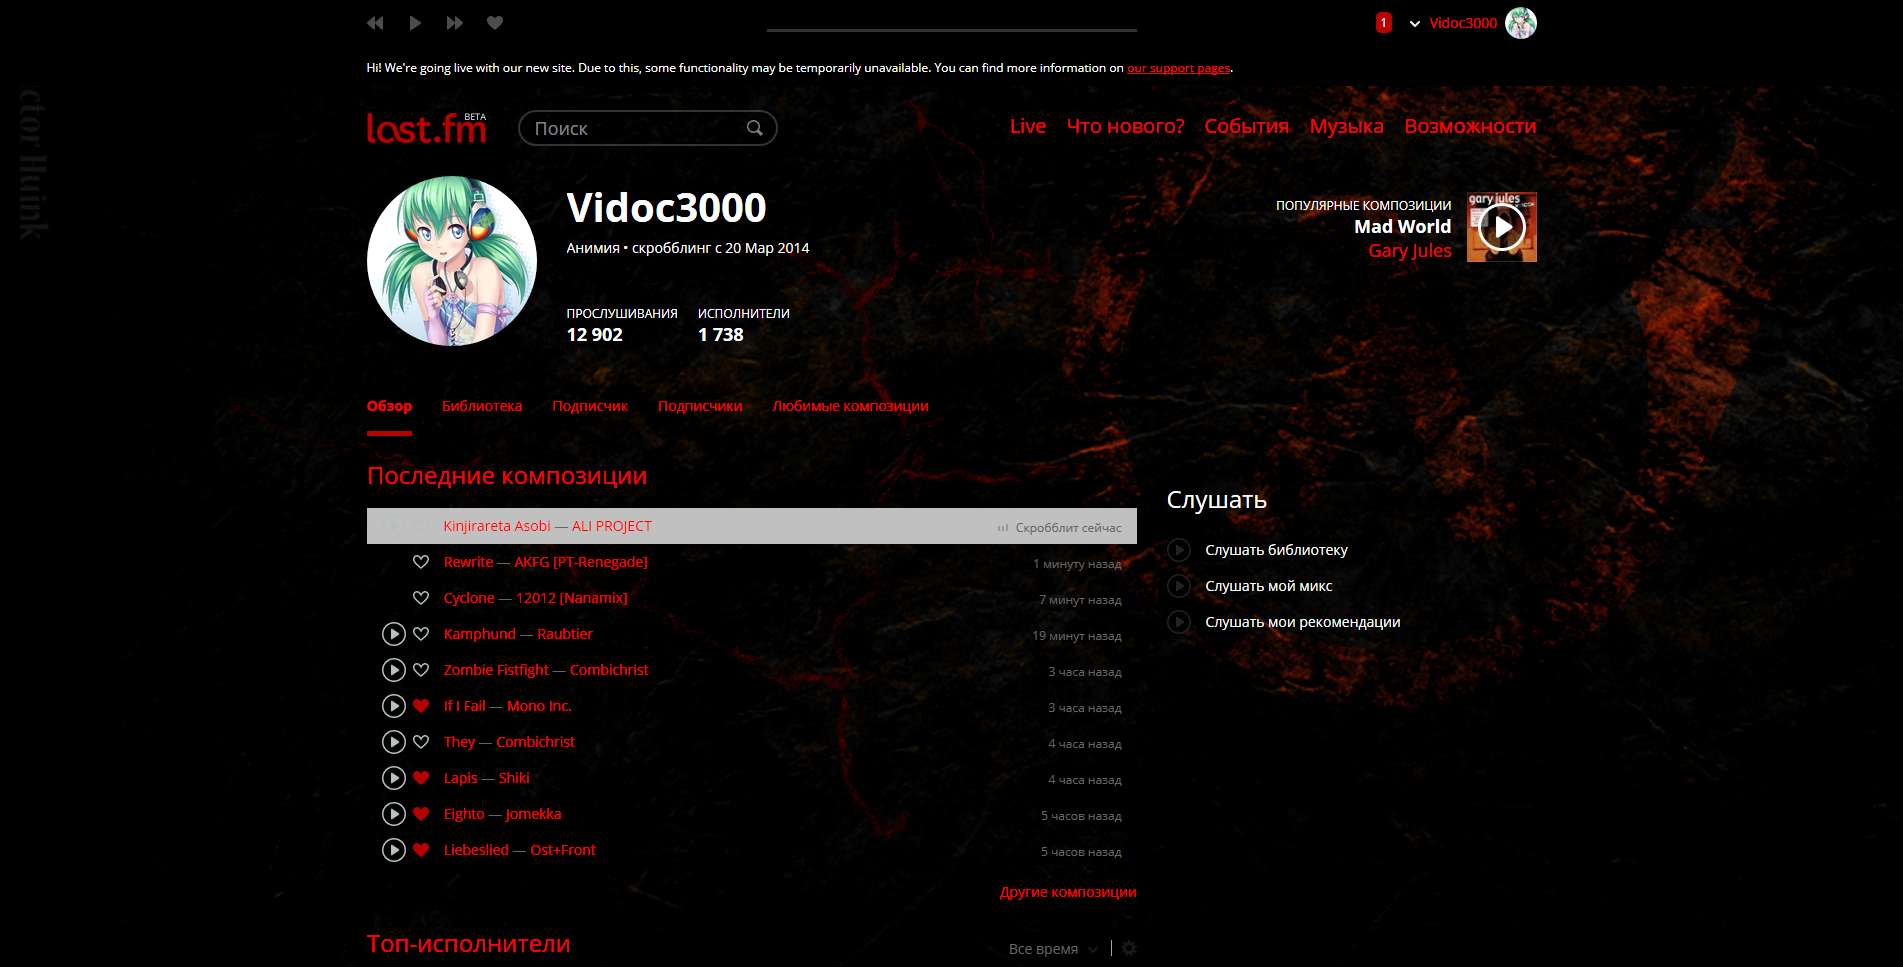 1
Vidoc3000
Hi! We're going live with our new site. Due to this, some functionality may be temporarily unavailable. You can find more information on our support pages.
last.fm BETA
Поиск
Live Что нового? События Музыка Возможности
Vidoc3000
Анимия • скробблинг с 20 Мар 2014
ПРОСЛУШИВАНИЯ ИСПОЛНИТЕЛИ
12 902 1 738
ПОПУЛЯРНЫЕ КОМПОЗИЦИИ
Mad World
Gary Jules
gary jules
Обзор Библиотека Подписчик Подписчики Любимые композиции
Последние композиции
Kinjirareta Asobi — ALI PROJECT Скробблит сейчас
Rewrite — AKFG [PT-Renegade] 1 минуту назад
Cyclone — 12012 [Nanamix] 7 минут назад
Kamphund — Raubtier 19 минут назад
Zombie Fistfight — Combichrist 3 часа назад
If I Fail — Mono Inc. 3 часа назад
They — Combichrist 4 часа назад
Lapis — Shiki 4 часа назад
Eighto — Jomekka 5 часов назад
Liebeslied — Ost+Front 5 часов назад
Другие композиции
Слушать
Слушать библиотеку
Слушать мой микс
Слушать мои рекомендации
Топ-исполнители
Все время